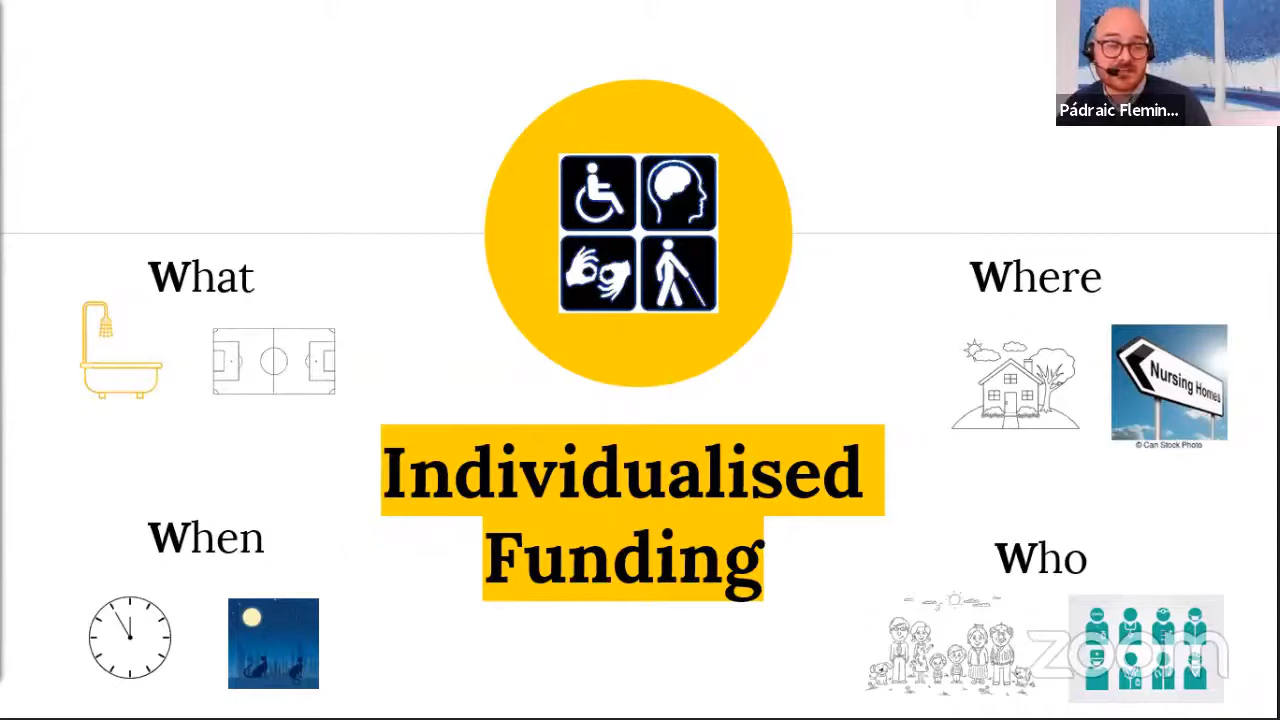 Pádraic Flemin...
What
Where
Nursing Homes
© Can Stock Photo
Individualised
Funding
When
Who
zoom